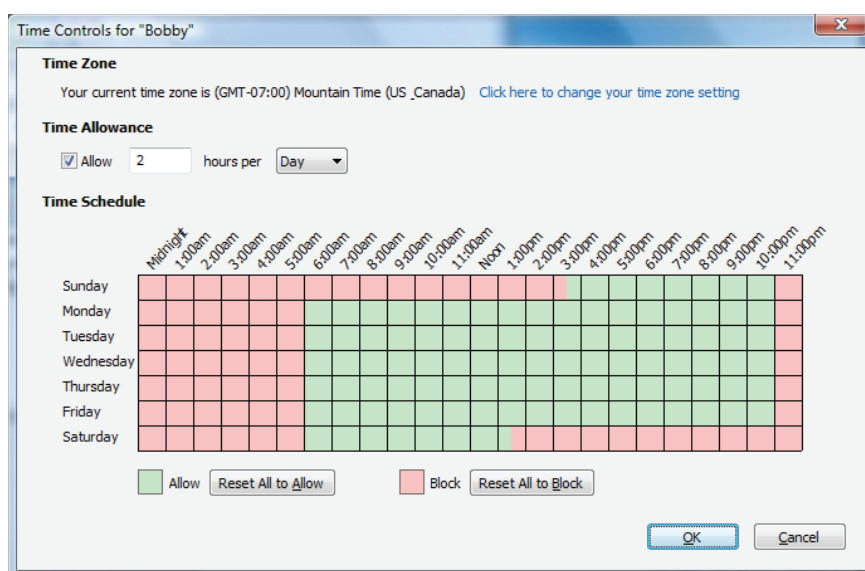 Time Controls for "Bobby"
Time Zone
Your current time zone is (GMT-07:00) Mountain Time (US _Canada) Click here to change your time zone setting
Time Allowance
Allow 2 hours per Day
Time Schedule
Midnight 1:00am 2:00am 3:00am 4:00am 5:00am 6:00am 7:00am 8:00am 9:00am 10:00am 11:00am Noon 1:00pm 2:00pm 3:00pm 4:00pm 5:00pm 6:00pm 7:00pm 8:00pm 9:00pm 10:00pm 11:00pm
Sunday
Monday
Tuesday
Wednesday
Thursday
Friday
Saturday
Allow Reset All to Allow Block Reset All to Block
OK Cancel